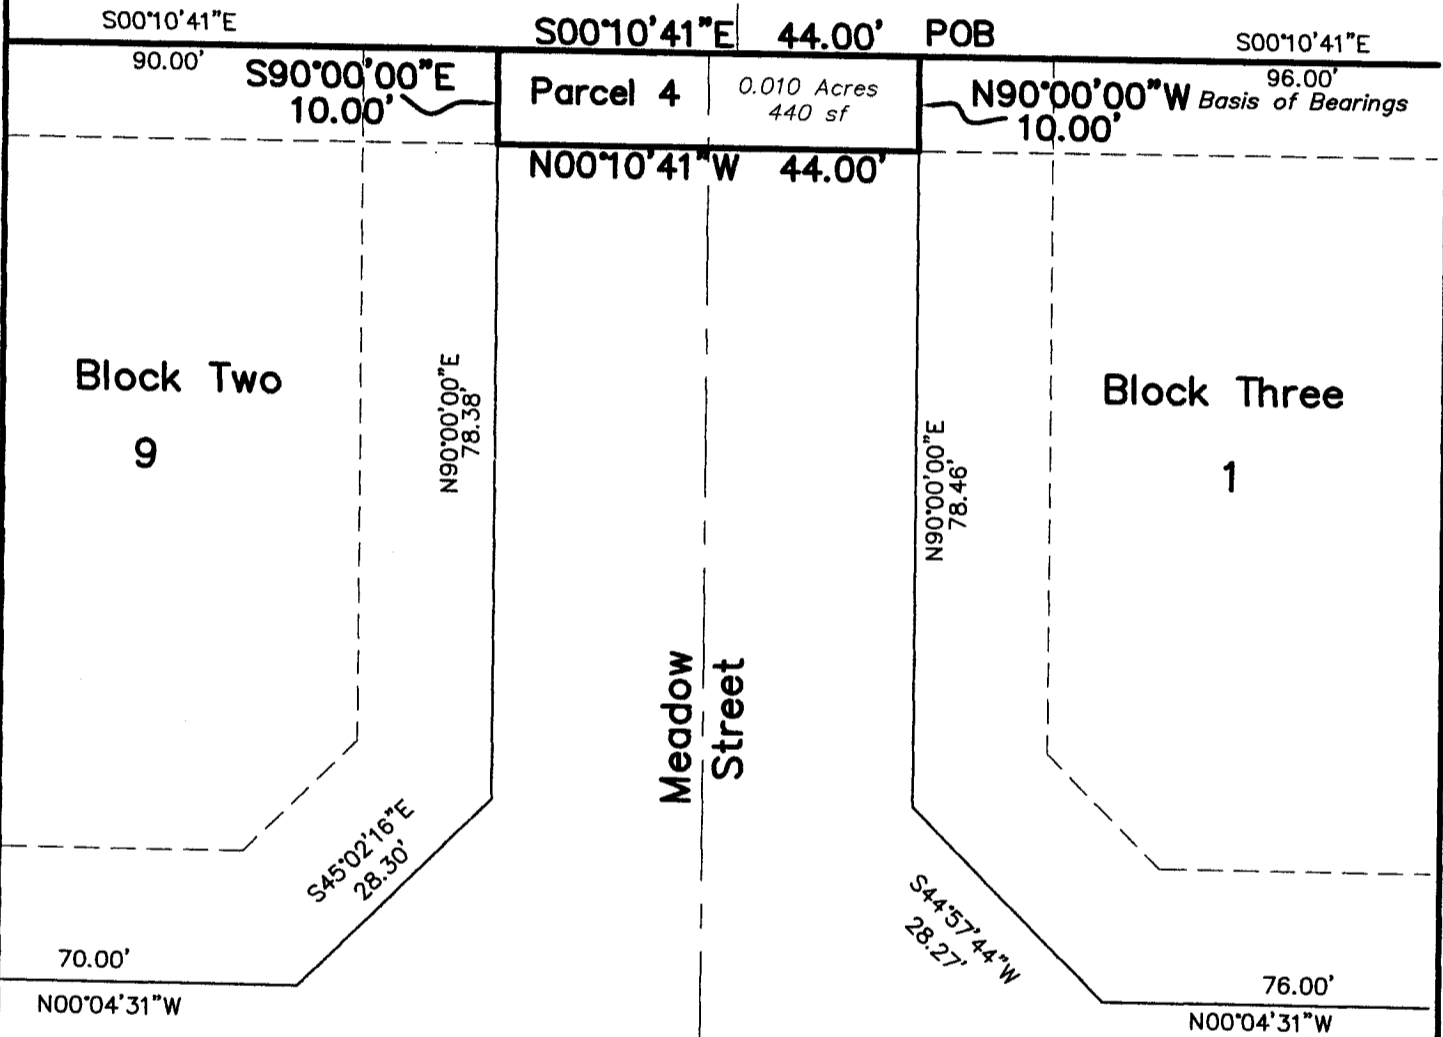 S00°10'41"E
S00°10'41"E 44.00' POB
S00°10'41"E
90.00'
S90°00'00"E
10.00'
Parcel 4
0.010 Acres
440 sf
N90°00'00"W
10.00'
96.00'
Basis of Bearings
N00°10'41"W 44.00'
Block Two
9
N90°00'00"E
78.38'
N90°00'00"E
78.46'
Block Three
1
Meadow
Street
S45°02'16"E
28.30'
S44°57'44"W
28.27'
70.00'
N00°04'31"W
76.00'
N00°04'31"W